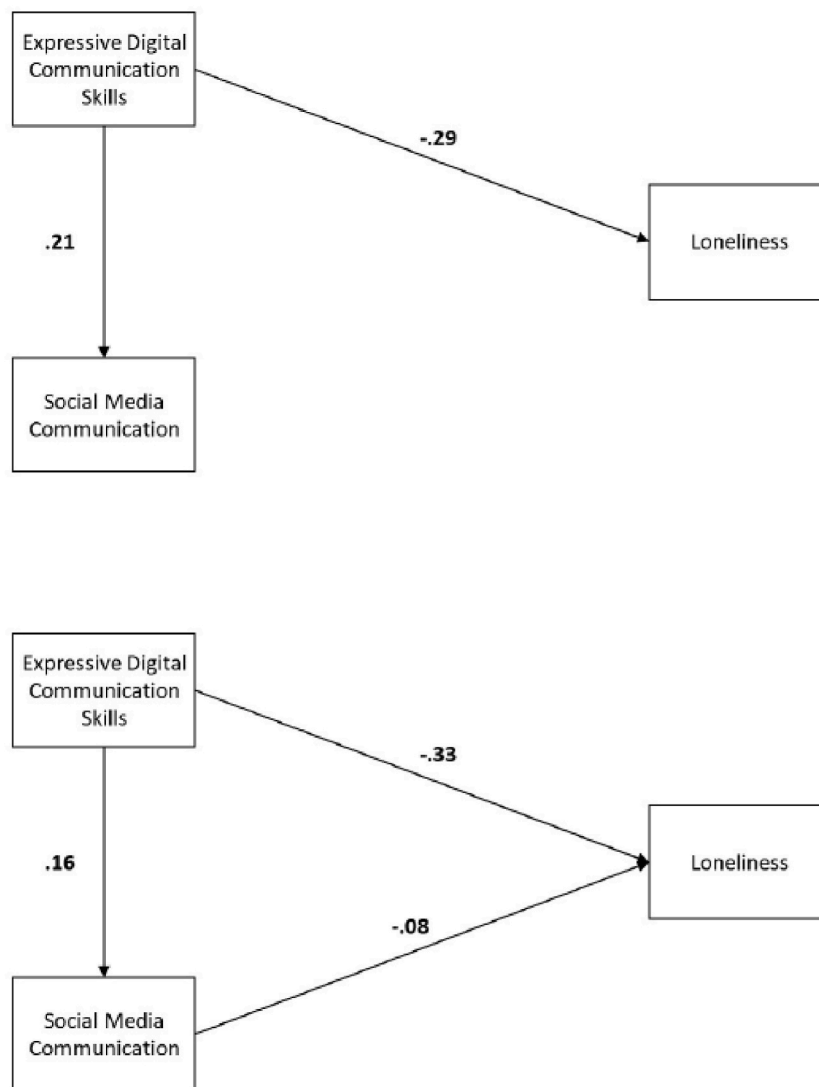 Expressive Digital
Communication
Skills
-.29
Loneliness
.21
Social Media
Communication
Expressive Digital
Communication
Skills
-.33
Loneliness
.16
-.08
Social Media
Communication